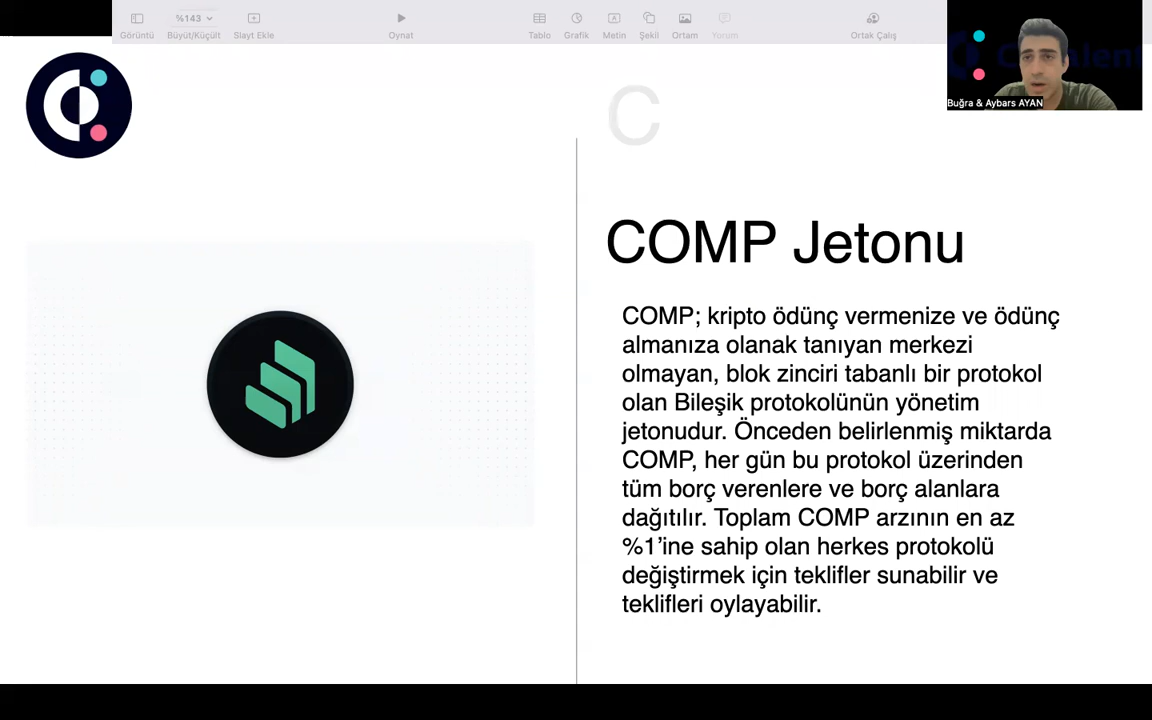 %143
Görüntü
Büyüt/Küçült
Slayt Ekle
Oynat
Tablo
Grafik
Metin
Şekil
Ortam
Yorum
Ortak Çalış
Buğra & Aybars AYAN
C
COMP Jetonu
COMP; kripto ödünç vermenize ve ödünç
almanıza olanak tanıyan merkezi
olmayan, blok zinciri tabanlı bir protokol
olan Bileşik protokolünün yönetim
jetonudur. Önceden belirlenmiş miktarda
COMP, her gün bu protokol üzerinden
tüm borç verenlere ve borç alanlara
dağıtılır. Toplam COMP arzının en az
%1’ine sahip olan herkes protokolü
değiştirmek için teklifler sunabilir ve
teklifleri oylayabilir.